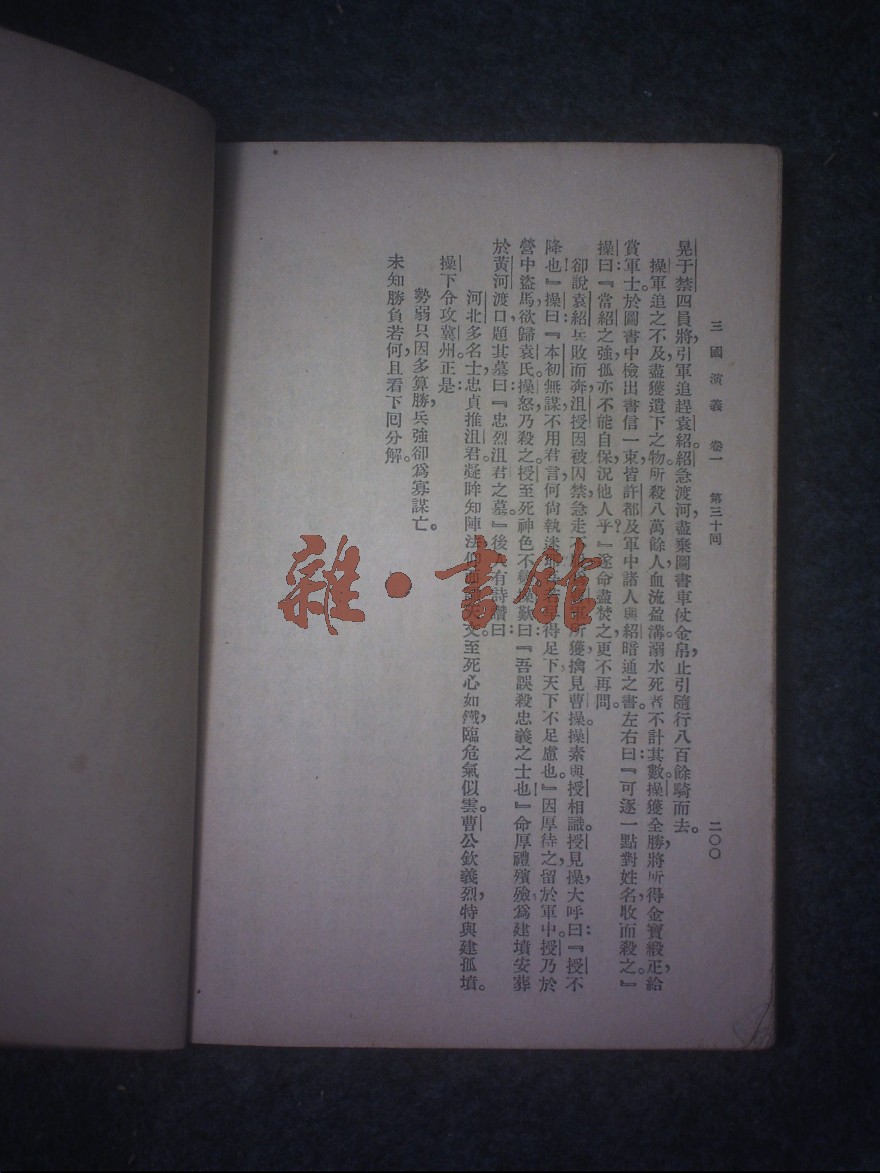 三國演義　卷一　第三十回　二〇〇
晃于禁四員將，引軍追趕袁紹。紹急渡河，盡棄圖書車仗金帛，止引隨行八百餘騎而去。
操軍追之不及，盡獲遺下之物。所殺八萬餘人，血流盈溝，溺水死者不計其數。操獲全勝，將所得金寶緞疋，給
賞軍士。於圖書中檢出書信一束，皆許都及軍中諸人與紹暗通之書。左右曰：『可逐一點對姓名，收而殺之。』
操曰：『當紹之強，孤亦不能自保，況他人乎？』遂命盡焚之，更不再問。
卻說袁紹兵敗而奔，沮授因被囚禁，急走不 所獲，擒見曹操。操素與授相識。授見操，大呼曰：『授不
降也！』操曰：『本初無謀，不用君言，君何尚執迷 得足下，天下不足慮也。』因厚待之，留於軍中。授乃於
營中盜馬，欲歸袁氏。操怒，乃殺之。授至死神色不 操歎曰：『吾誤殺忠義之士也！』命厚禮殯殮，爲建墳安葬
於黃河渡口，題其墓曰：『忠烈沮君之墓。』後人有詩讚曰：
河北多名士，忠貞推沮君。凝眸知陣法，仰 文。至死心如鐵，臨危氣似雲。曹公欽義烈，特與建孤墳。
操下令攻冀州。正是：
勢弱只因多算勝，兵強卻爲寡謀亡。
未知勝負若何，且看下回分解。
雜·書館